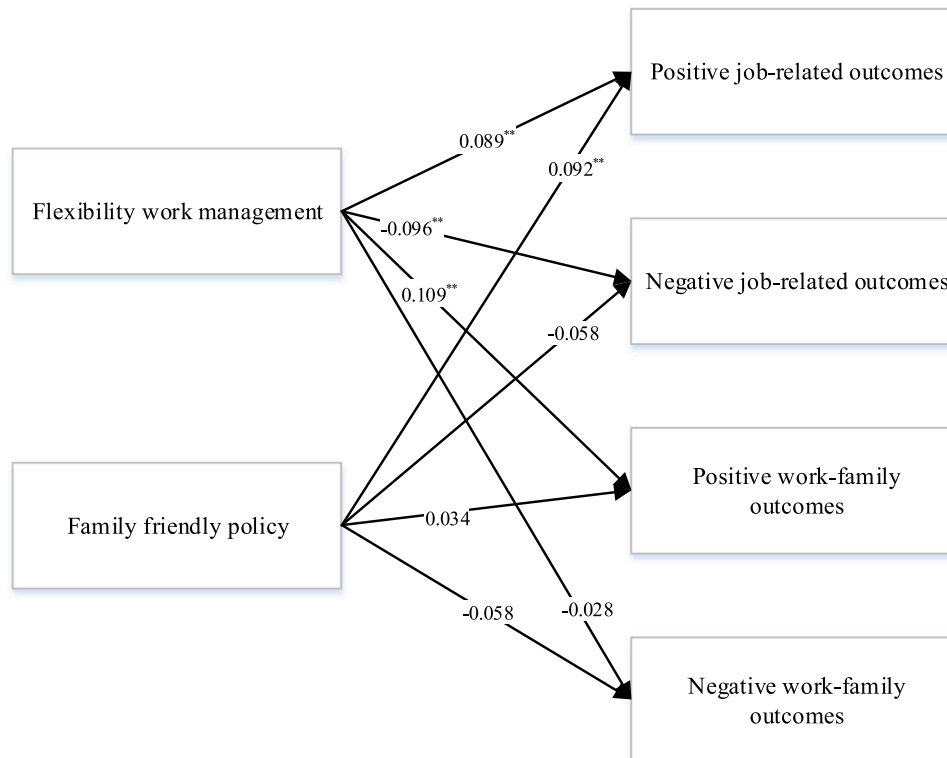 Positive job-related outcomes
0.089**
0.092**
Flexibility work management
-0.096**
Negative job-related outcomes
0.109**
-0.058
Positive work-family
outcomes
0.034
Family friendly policy
-0.058
-0.028
Negative work-family
outcomes